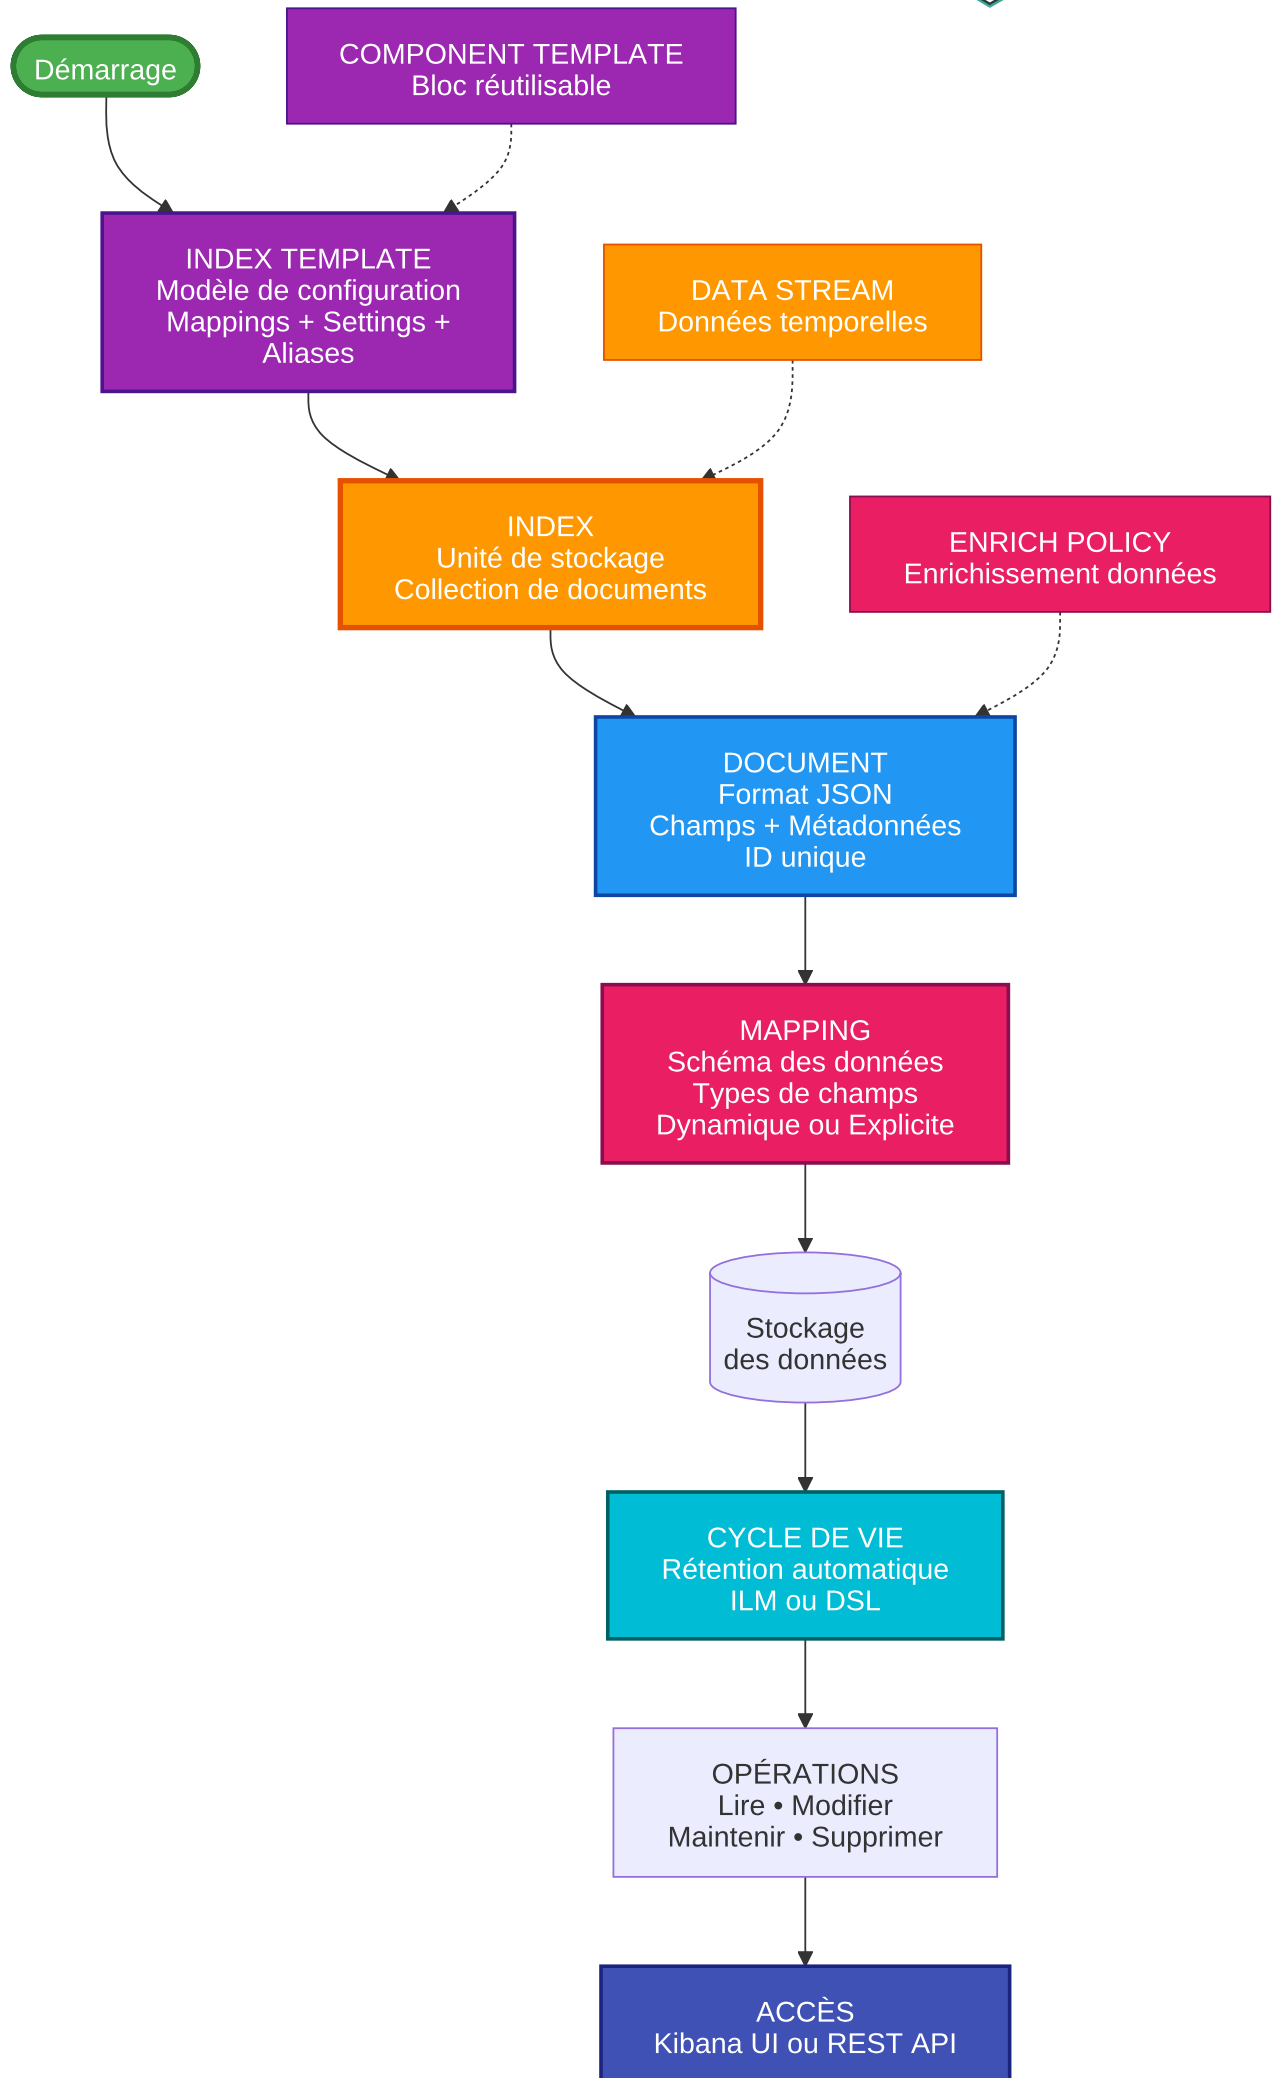 Démarrage
COMPONENT TEMPLATE
Bloc réutilisable
INDEX TEMPLATE
Modèle de configuration
Mappings + Settings +
Aliases
DATA STREAM
Données temporelles
INDEX
Unité de stockage
Collection de documents
ENRICH POLICY
Enrichissement données
DOCUMENT
Format JSON
Champs + Métadonnées
ID unique
MAPPING
Schéma des données
Types de champs
Dynamique ou Explicite
Stockage
des données
CYCLE DE VIE
Rétention automatique
ILM ou DSL
OPÉRATIONS
Lire • Modifier
Maintenir • Supprimer
ACCÈS
Kibana UI ou REST API